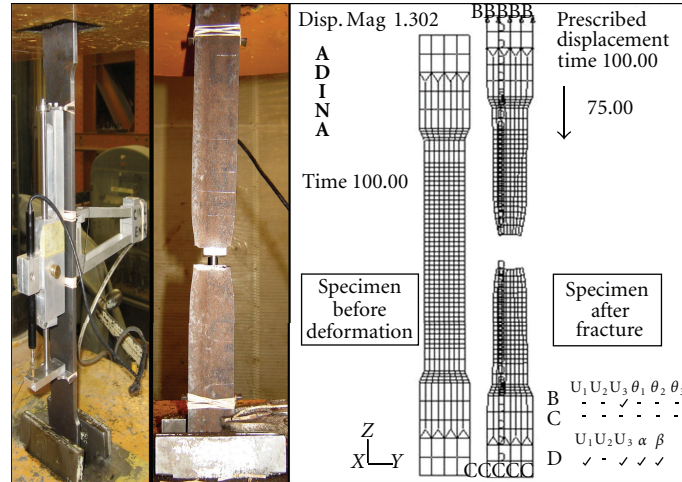 Disp. Mag 1.302
BBBBB
Prescribed
displacement
time 100.00
75.00
A
D
I
N
A
Time 100.00
Specimen
before
deformation
Specimen
after
fracture
U₁ U₂ U₃ θ₁ θ₂ θ₃
B - - ✓ - - -
C - - - - - -
U₁ U₂ U₃ α β
D ✓ - ✓ ✓ ✓
Z
X Y
CCCCC